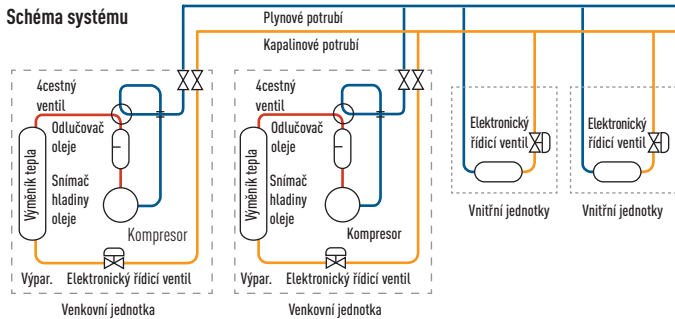 Schéma systému
Plynové potrubí
Kapalinové potrubí
4cestný
ventil
Odlučovač
oleje
Výměník tepla
Snímač
hladiny
oleje
Kompresor
Výpar.
Elektronický řídicí ventil
Venkovní jednotka
4cestný
ventil
Odlučovač
oleje
Výměník tepla
Snímač
hladiny
oleje
Kompresor
Výpar.
Elektronický řídicí ventil
Venkovní jednotka
Elektronický
řídicí ventil
Vnitřní jednotky
Elektronický
řídicí ventil
Vnitřní jednotky